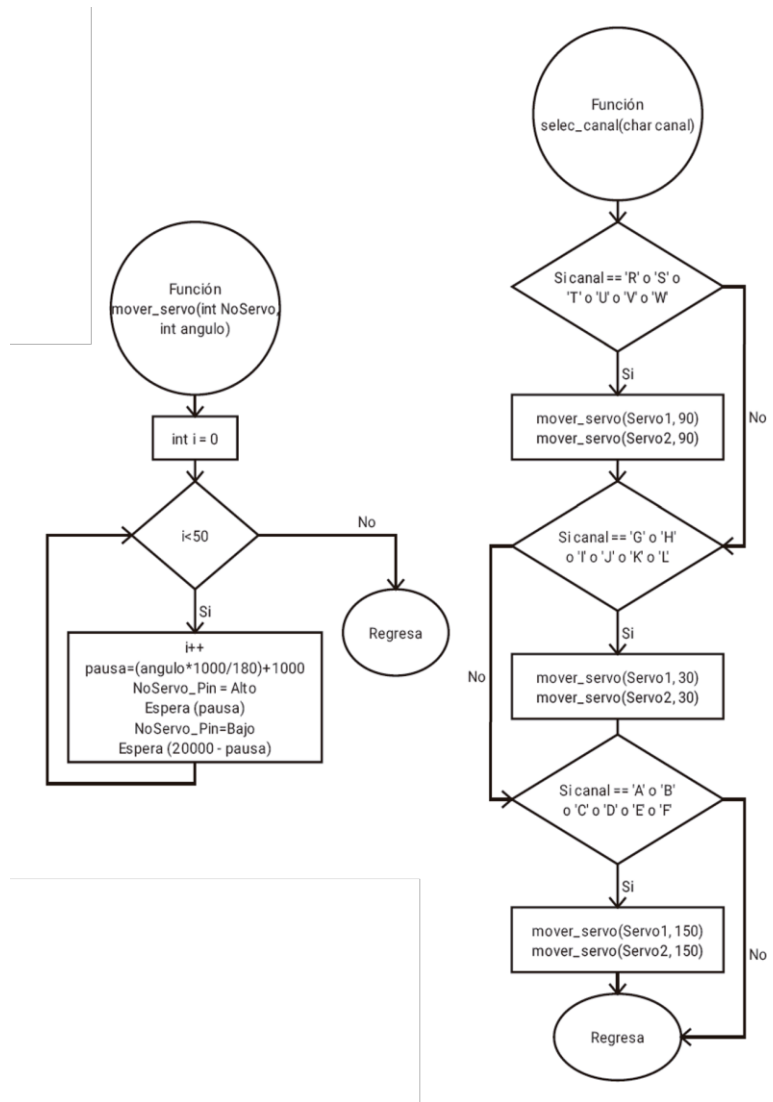 Función
mover_servo(int NoServo,
int angulo)
int i = 0
i<50
No
Si
i++
pausa=(angulo*1000/180)+1000
NoServo_Pin = Alto
Espera (pausa)
NoServo_Pin=Bajo
Espera (20000 - pausa)
Regresa
Función
selec_canal(char canal)
Si canal == 'R' o 'S' o
'T' o 'U' o 'V' o 'W'
Si
No
mover_servo(Servo1, 90)
mover_servo(Servo2, 90)
Si canal == 'G' o 'H'
o 'I' o 'J' o 'K' o 'L'
Si
No
mover_servo(Servo1, 30)
mover_servo(Servo2, 30)
Si canal == 'A' o 'B'
o 'C' o 'D' o 'E' o 'F'
Si
No
mover_servo(Servo1, 150)
mover_servo(Servo2, 150)
Regresa